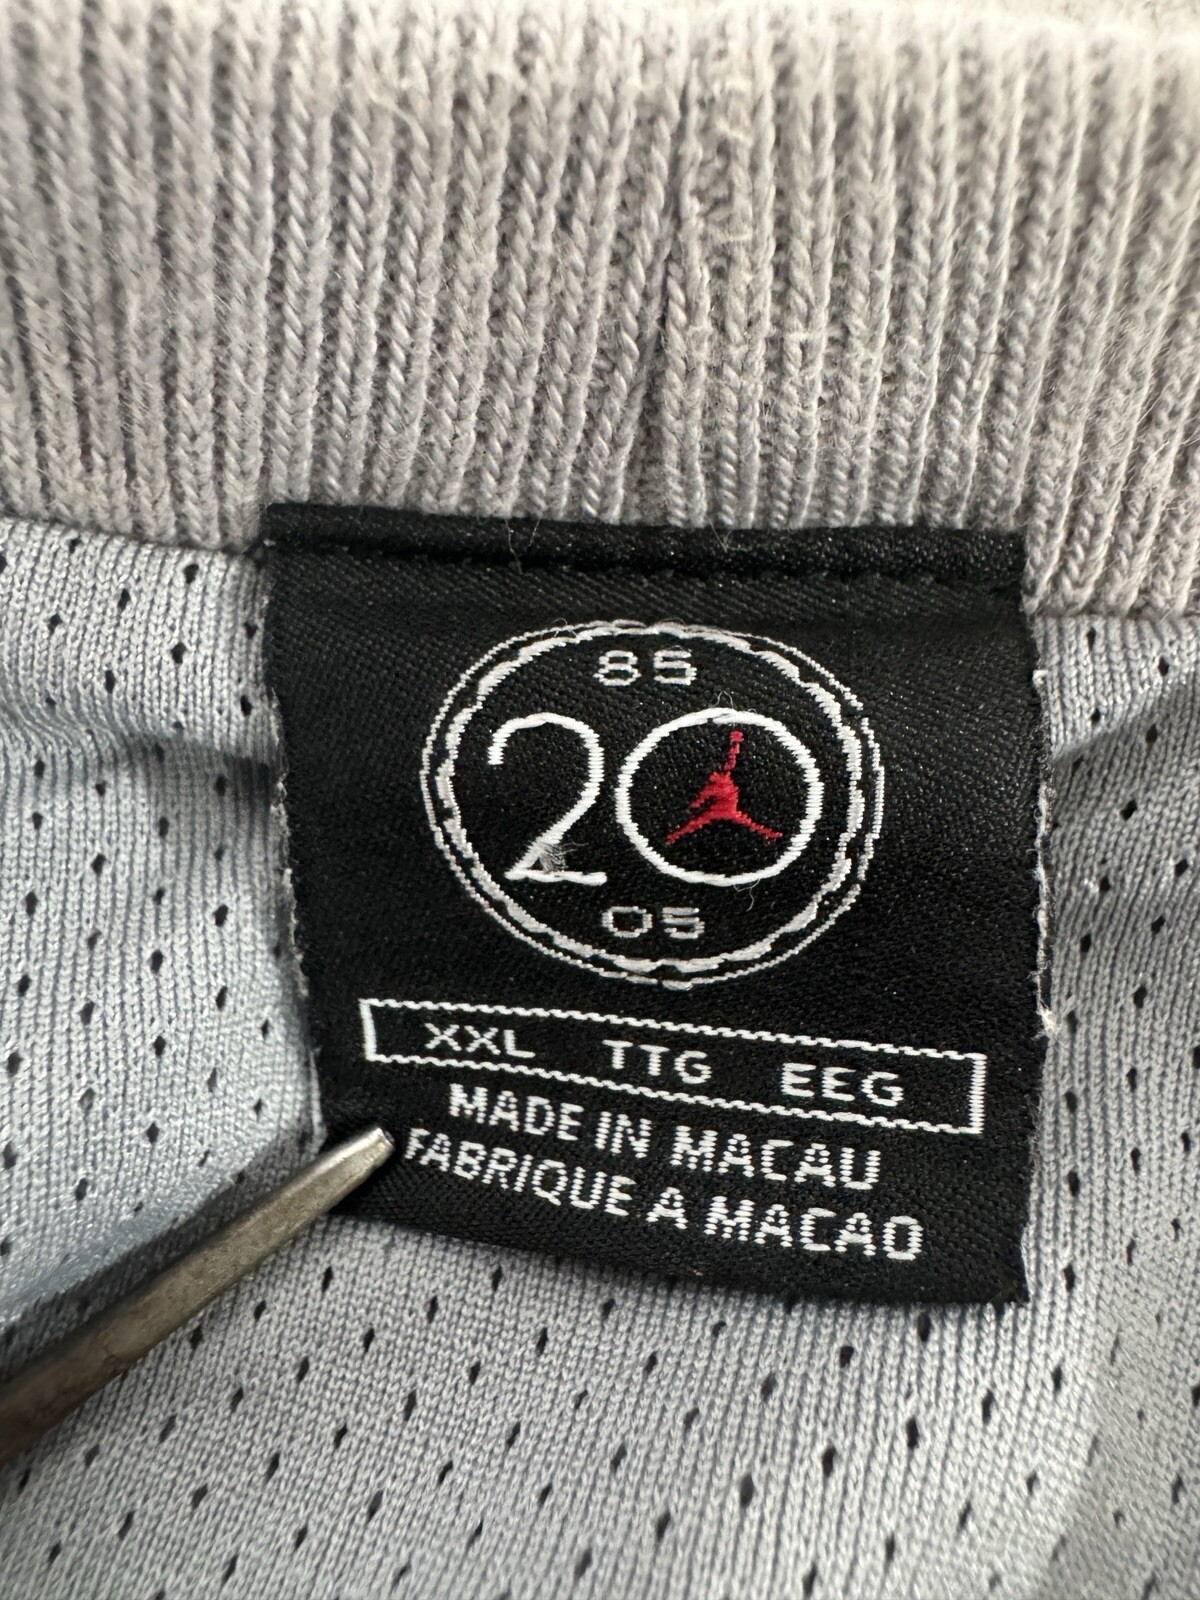 85
20
05
XXL TTG EEG
MADE IN MACAU
FABRIQUE A MACAO